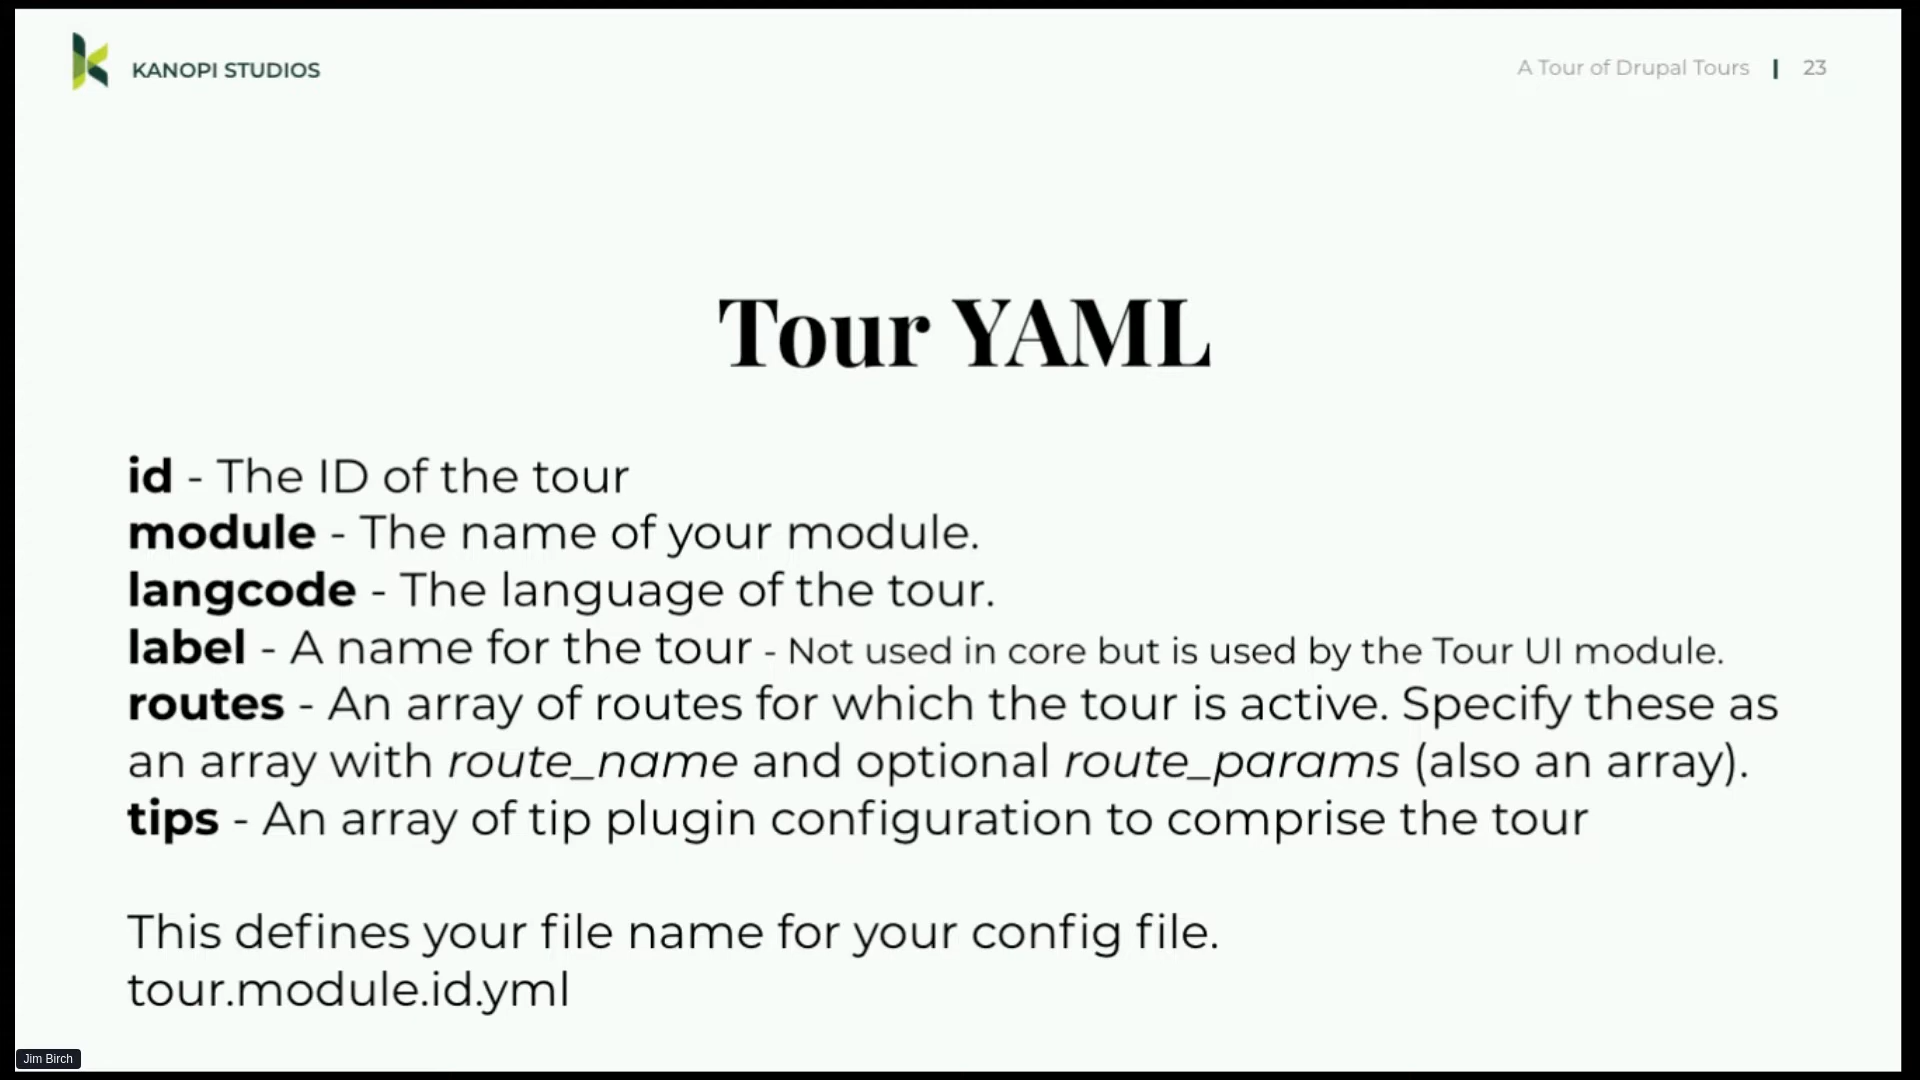 KANOPI STUDIOS
A Tour of Drupal Tours | 23
Tour YAML
id - The ID of the tour
module - The name of your module.
langcode - The language of the tour.
label - A name for the tour - Not used in core but is used by the Tour UI module.
routes - An array of routes for which the tour is active. Specify these as
an array with route_name and optional route_params (also an array).
tips - An array of tip plugin configuration to comprise the tour
This defines your file name for your config file.
tour.module.id.yml
Jim Birch